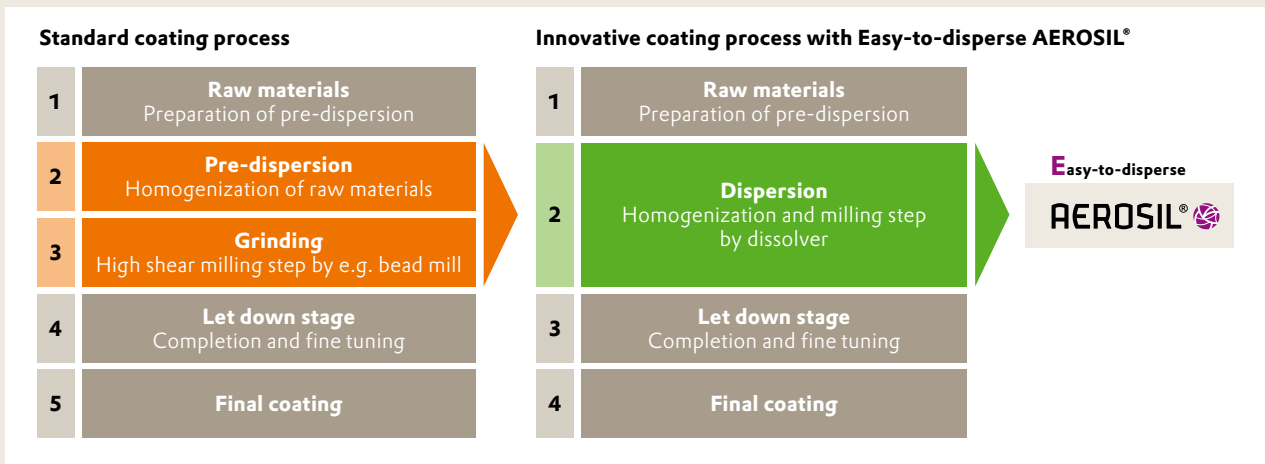 Standard coating process
1
Raw materials
Preparation of pre-dispersion
2
Pre-dispersion
Homogenization of raw materials
3
Grinding
High shear milling step by e.g. bead mill
4
Let down stage
Completion and fine tuning
5
Final coating
Innovative coating process with Easy-to-disperse AEROSIL®
1
Raw materials
Preparation of pre-dispersion
2
Dispersion
Homogenization and milling step
by dissolver
3
Let down stage
Completion and fine tuning
4
Final coating
Easy-to-disperse
AEROSIL®